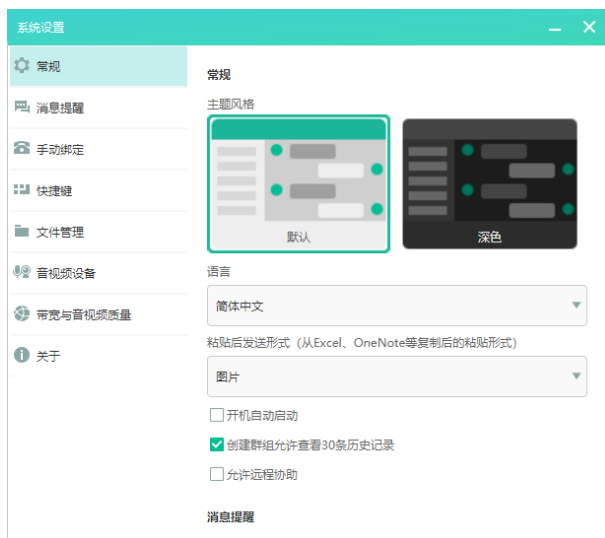 系统设置
常规
消息提醒
手动绑定
快捷键
文件管理
音视频设备
带宽与音视频质量
关于
常规
主题风格
默认
深色
语言
简体中文
粘贴后发送形式（从Excel、OneNote等复制后的粘贴形式）
图片
开机自动启动
创建群组允许查看30条历史记录
允许远程协助
消息提醒